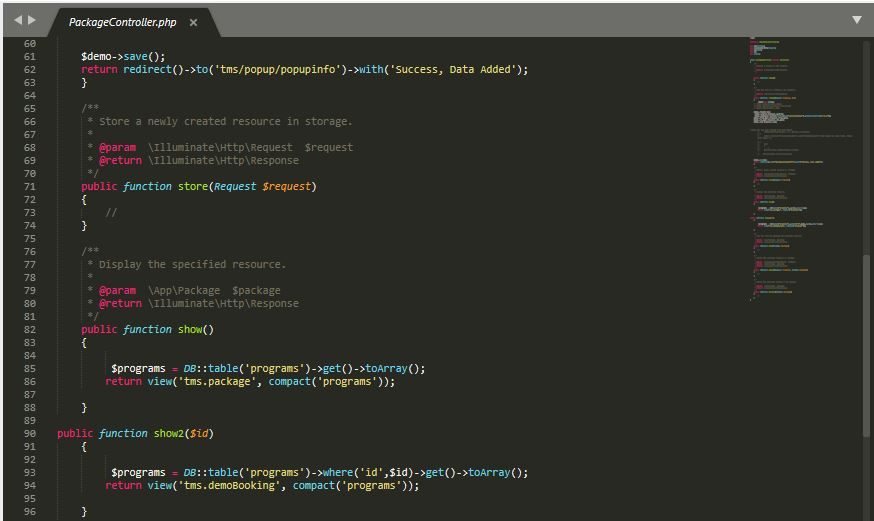 PackageController.php ×
60
61 $demo->save();
62 return redirect()->to('tms/popup/popupinfo')->with('Success, Data Added');
63 }
64
65 /**
66 * Store a newly created resource in storage.
67 *
68 * @param \Illuminate\Http\Request $request
69 * @return \Illuminate\Http\Response
70 */
71 public function store(Request $request)
72 {
73 //
74 }
75
76 /**
77 * Display the specified resource.
78 *
79 * @param \App\Package $package
80 * @return \Illuminate\Http\Response
81 */
82 public function show()
83 {
84
85 $programs = DB::table('programs')->get()->toArray();
86 return view('tms.package', compact('programs'));
87
88 }
89
90 public function show2($id)
91 {
92
93 $programs = DB::table('programs')->where('id',$id)->get()->toArray();
94 return view('tms.demoBooking', compact('programs'));
95
96 }